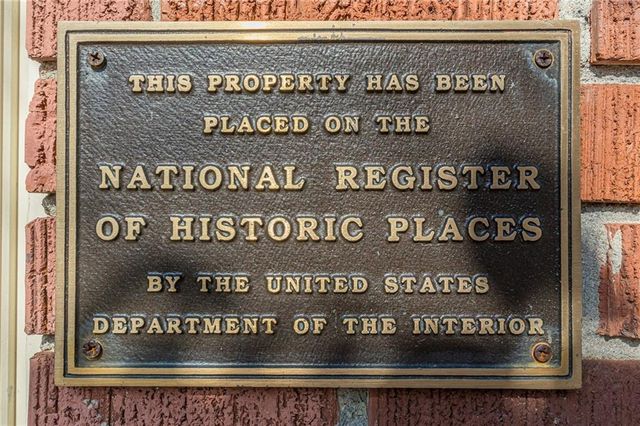 THIS PROPERTY HAS BEEN
PLACED ON THE
NATIONAL REGISTER
OF HISTORIC PLACES
BY THE UNITED STATES
DEPARTMENT OF THE INTERIOR